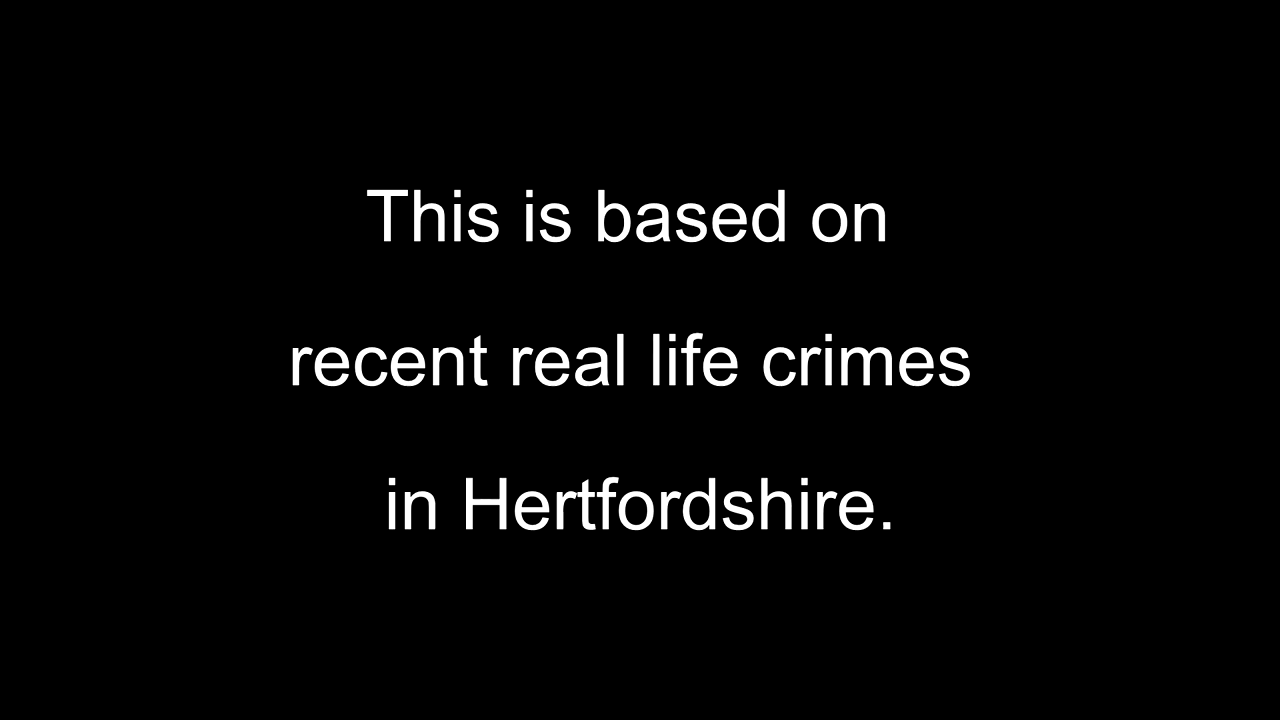 This is based on
recent real life crimes
in Hertfordshire.